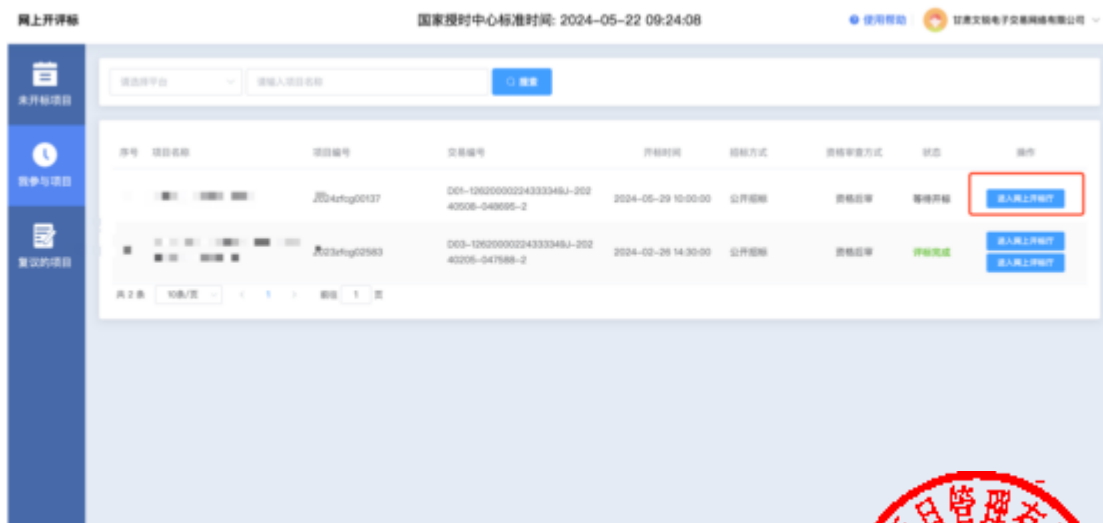 网上开评标
国家授时中心标准时间: 2024-05-22 09:24:08
使用帮助
甘肃文锐电子交易网络有限公司
未开标项目
请选择平台
请输入项目名称
搜索
我参与项目
序号 项目名称 项目编号 交易编号 开标时间 招标方式 资格审查方式 状态 操作
2024zfcg00137
D01-12620000224333349J-202
40508-048695-2
2024-05-29 10:00:00
公开招标
资格后审
等待开标
进入网上开标厅
2023zfcg02563
D03-12620000224333349J-202
40205-047588-2
2024-02-26 14:30:00
公开招标
资格后审
评标完成
进入网上开标厅
进入网上评标厅
复议的项目
共 2 条 10条/页 1 前往 1 页
管理